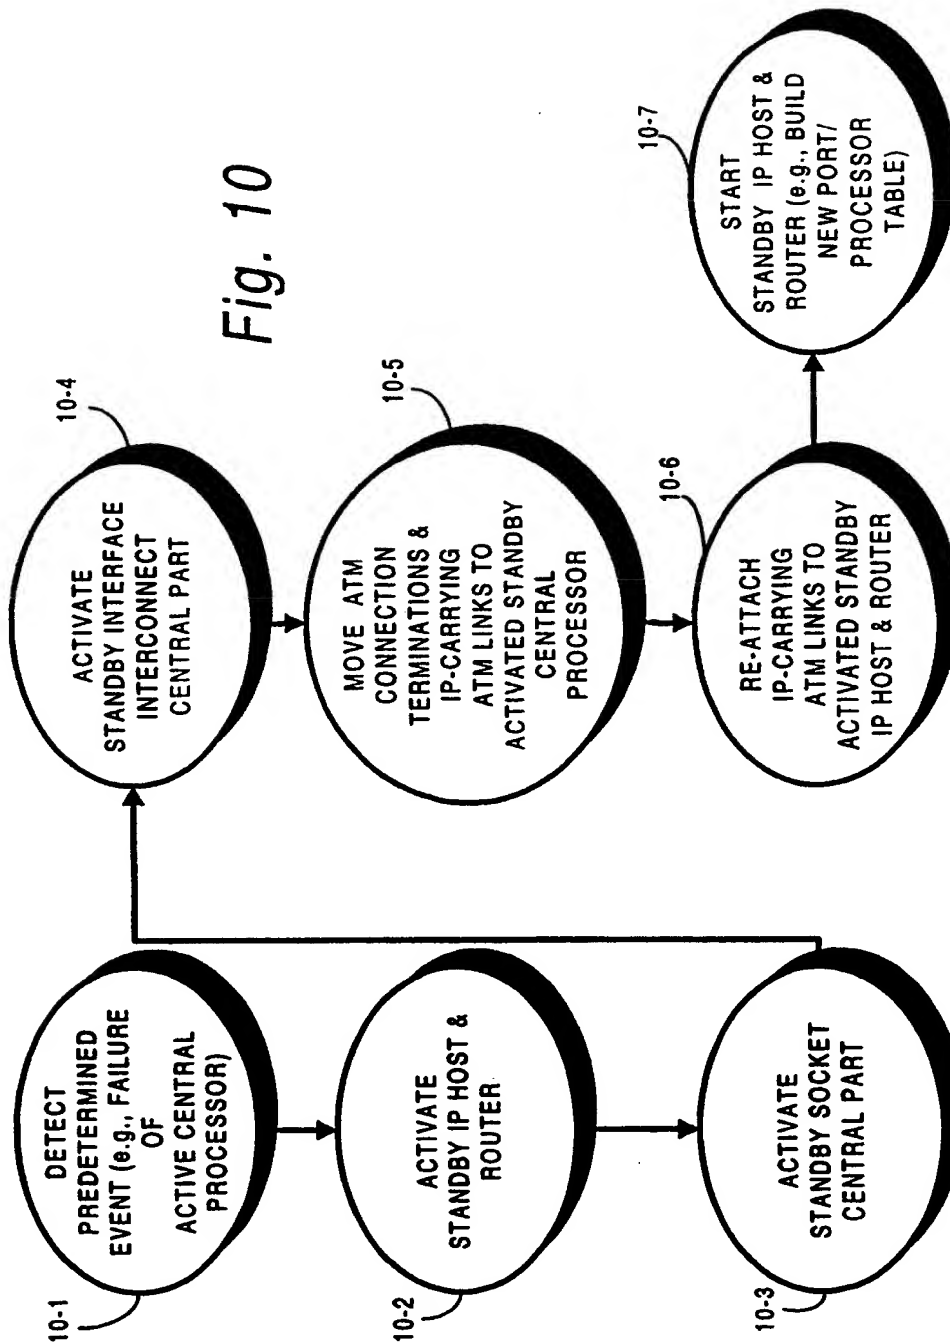 Fig. 10
10-1
DETECT
PREDETERMINED
EVENT (e.g., FAILURE
OF
ACTIVE CENTRAL
PROCESSOR)
10-2
ACTIVATE
STANDBY IP HOST &
ROUTER
10-3
ACTIVATE
STANDBY SOCKET
CENTRAL PART
10-4
ACTIVATE
STANDBY INTERFACE
INTERCONNECT
CENTRAL PART
10-5
MOVE ATM
CONNECTION
TERMINATIONS &
IP-CARRYING
ATM LINKS TO
ACTIVATED STANDBY
CENTRAL
PROCESSOR
10-6
RE-ATTACH
IP-CARRYING
ATM LINKS TO
ACTIVATED STANDBY
IP HOST & ROUTER
10-7
START
STANDBY IP HOST &
ROUTER (e.g., BUILD
NEW PORT/
PROCESSOR
TABLE)